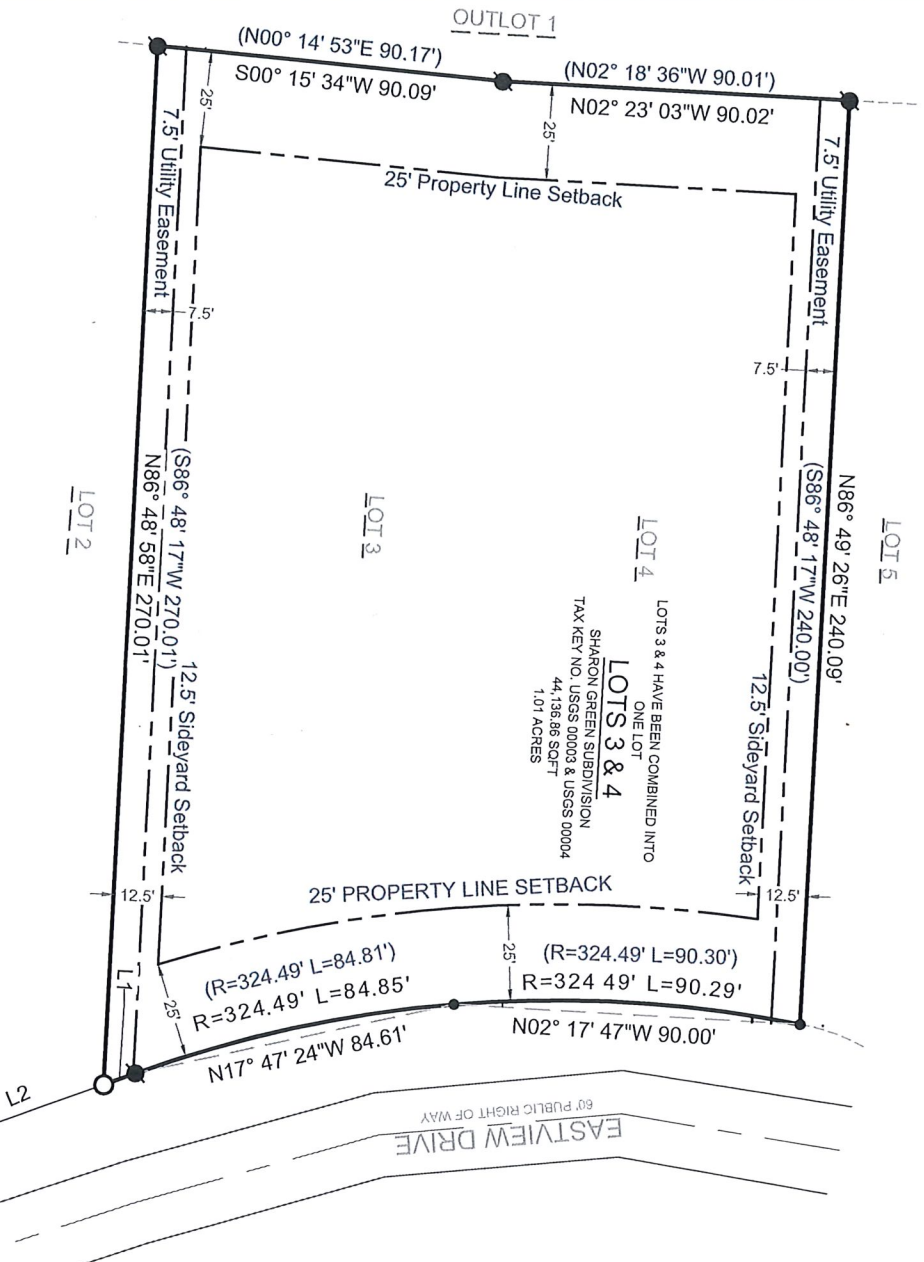 OUTLOT 1
(N00° 14' 53"E 90.17')
S00° 15' 34"W 90.09'
(N02° 18' 36"W 90.01')
N02° 23' 03"W 90.02'
25'
25'
7.5' Utility Easement
7.5' Utility Easement
25' Property Line Setback
7.5'
7.5'
LOT 2
(S86° 48' 17"W 270.01')
N86° 48' 58"E 270.01'
LOT 3
LOT 4
N86° 49' 26"E 240.09'
(S86° 48' 17"W 240.00')
LOT 5
LOTS 3 & 4 HAVE BEEN COMBINED INTO
ONE LOT
LOTS 3 & 4
SHARON GREEN SUBDIVISION
TAX KEY NO. USGS 00003 & USGS 00004
44,136.86 SQFT
1.01 ACRES
12.5' Sideyard Setback
12.5' Sideyard Setback
12.5'
12.5'
25' PROPERTY LINE SETBACK
25'
25'
(R=324.49' L=84.81')
R=324.49' L=84.85'
(R=324.49' L=90.30')
R=324 49' L=90.29'
N17° 47' 24"W 84.61'
N02° 17' 47"W 90.00'
L1
L2
60' PUBLIC RIGHT OF WAY
EASTVIEW DRIVE